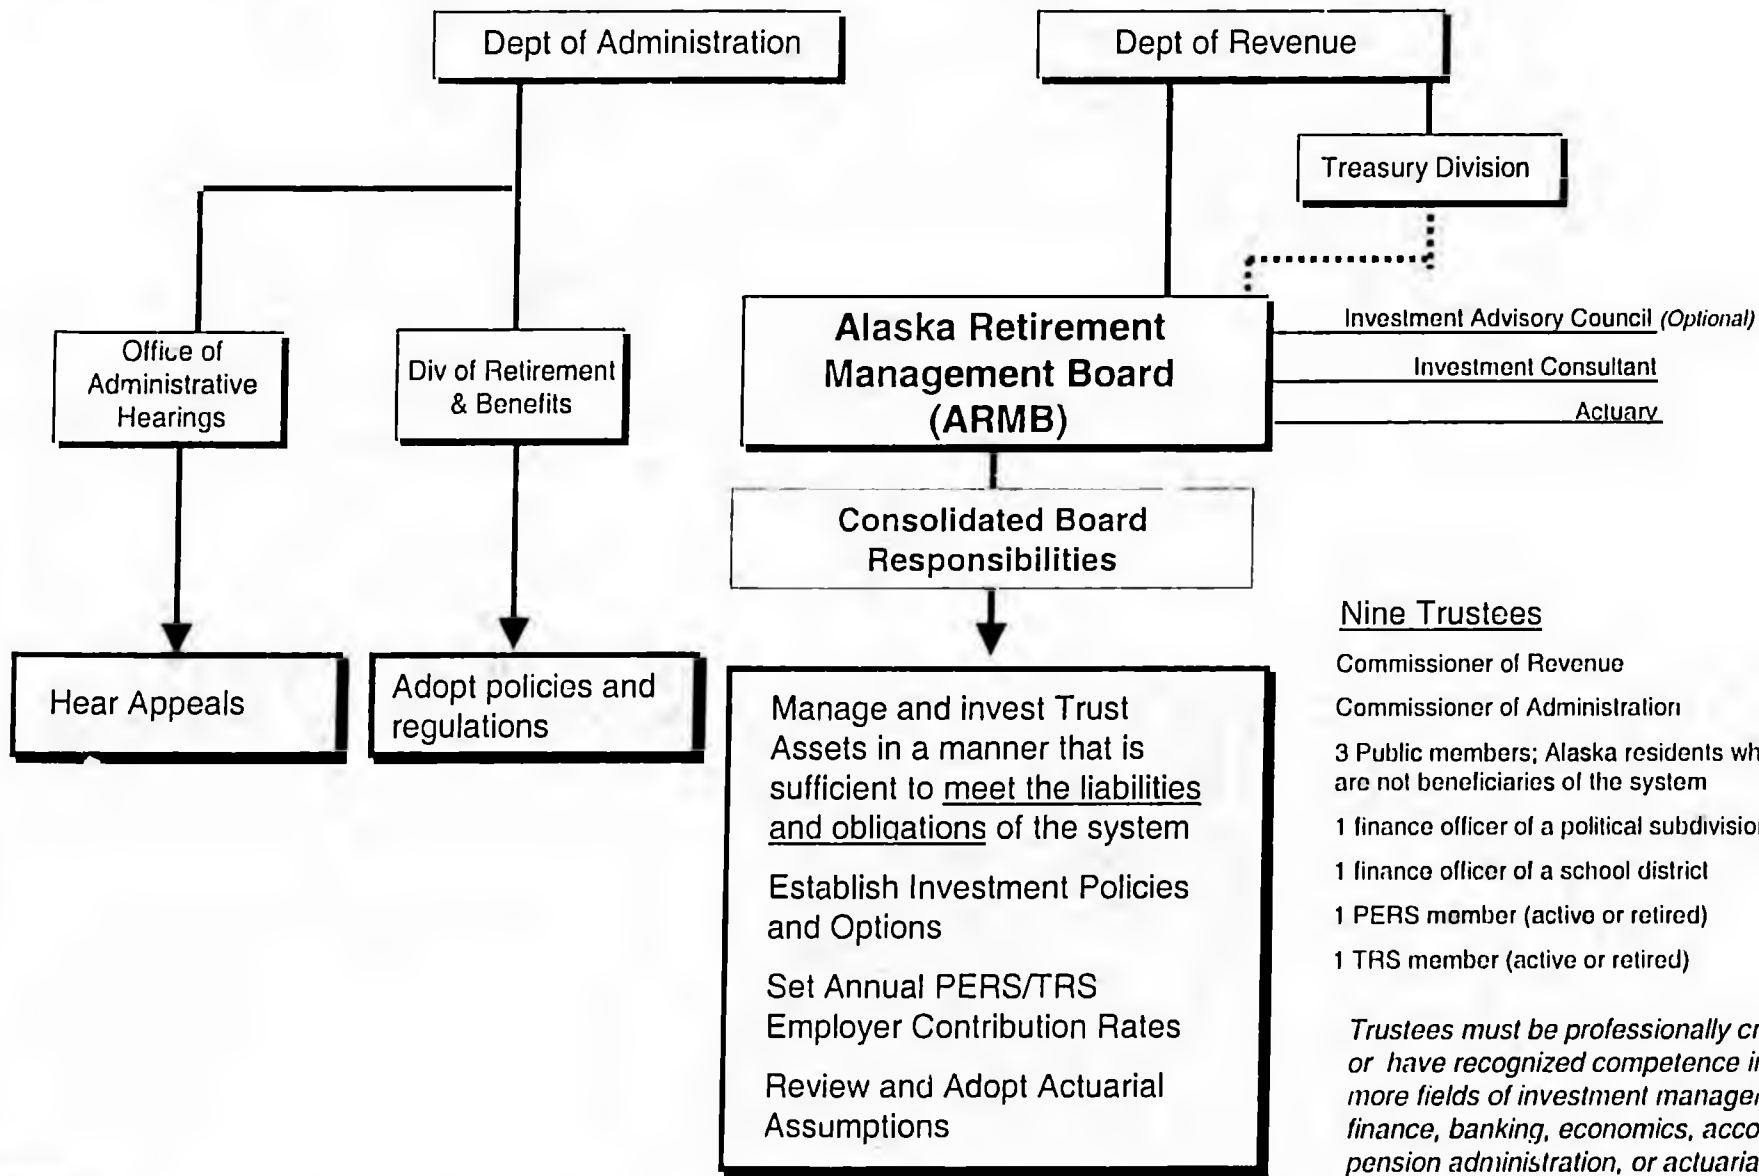 Dept of Administration
Dept of Revenue
Treasury Division
Office of
Administrative
Hearings
Div of Retirement
& Benefits
Alaska Retirement
Management Board
(ARMB)
Investment Advisory Council (Optional)
Investment Consultant
Actuary
Consolidated Board
Responsibilities
Hear Appeals
Adopt policies and
regulations
Manage and invest Trust
Assets in a manner that is
sufficient to meet the liabilities
and obligations of the system
Establish Investment Policies
and Options
Set Annual PERS/TRS
Employer Contribution Rates
Review and Adopt Actuarial
Assumptions
Nine Trustees
Commissioner of Revenue
Commissioner of Administration
3 Public members; Alaska residents
are not beneficiaries of the system
1 finance officer of a political subdivision
1 finance officer of a school district
1 PERS member (active or retired)
1 TRS member (active or retired)
Trustees must be professionally
or have recognized competence
more fields of investment
finance, banking, economics,
pension administration, or